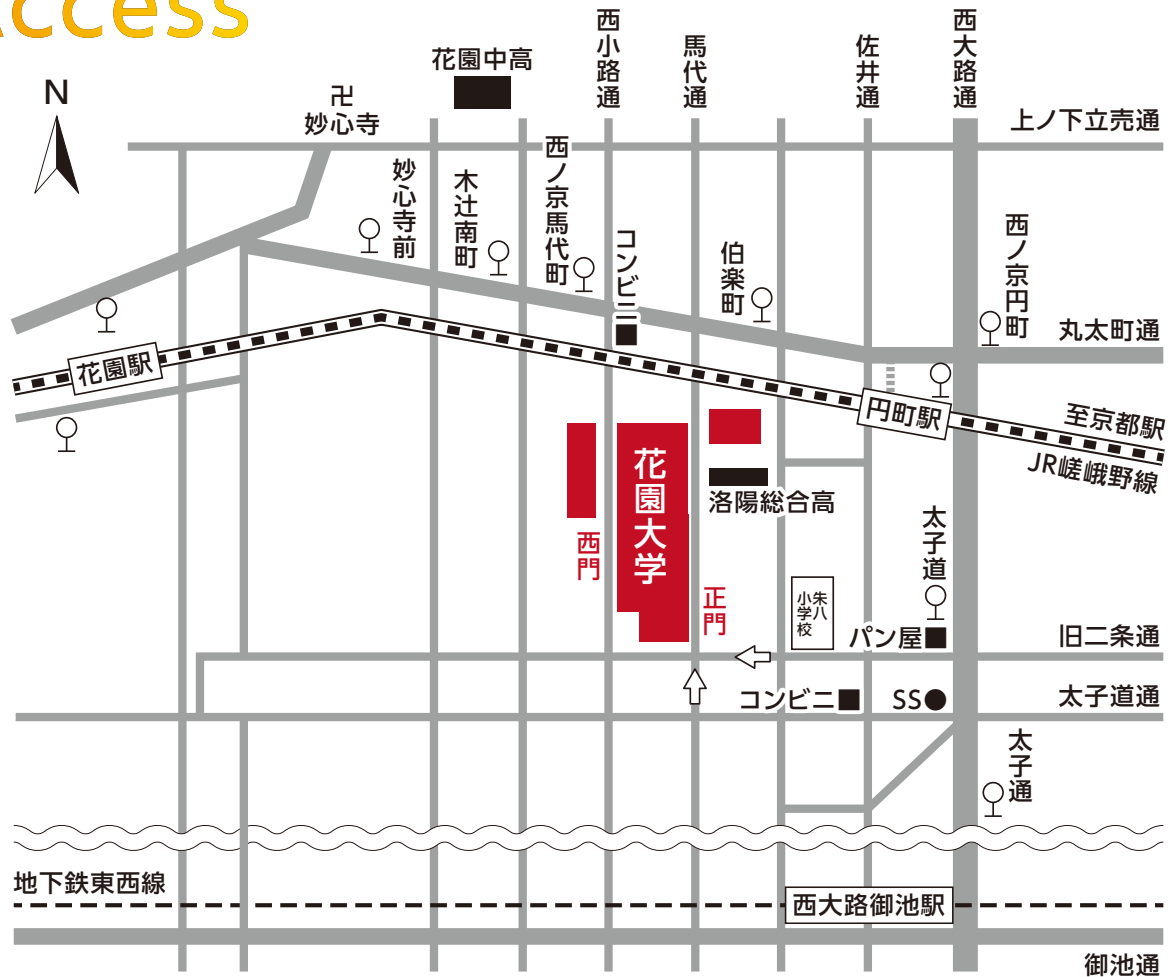 Access
N
卍
妙心寺
花園中高
西小路通
馬代通
佐井通
西大路通
上ノ下立売通
妙心寺前
木辻南町
西ノ京馬代町
コンビニ
伯楽町
西ノ京円町
丸太町通
花園駅
円町駅
至京都駅
JR嵯峨野線
花園大学
洛陽総合高
西門
正門
太子道
朱八
小学校
パン屋
旧二条通
コンビニ
SS
太子道通
太子通
地下鉄東西線
西大路御池駅
御池通